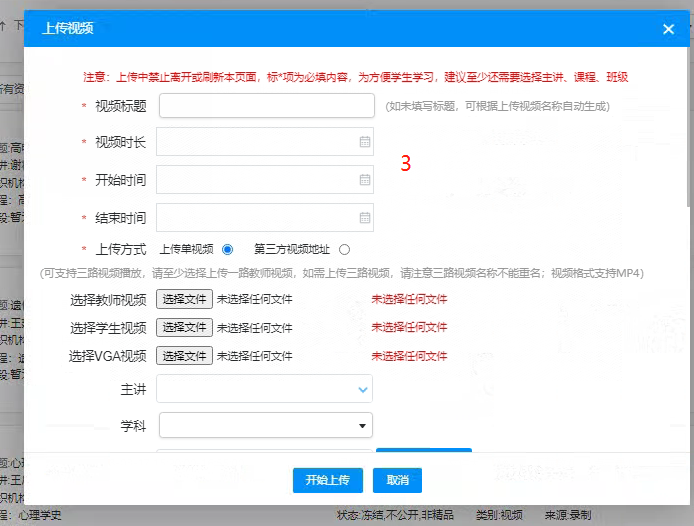 上传视频
注意：上传中禁止离开或刷新本页面，标*项为必填内容，为方便学生学习，建议至少还需要选择主讲、课程、班级
* 视频标题 (如未填写标题，可根据上传视频名称自动生成)
* 视频时长
3
* 开始时间
* 结束时间
* 上传方式 上传单视频 第三方视频地址
(可支持三路视频播放，请至少选择上传一路教师视频，如需上传三路视频，请注意三路视频名称不能重名；视频格式支持MP4)
选择教师视频 选择文件 未选择任何文件 未选择任何文件
选择学生视频 选择文件 未选择任何文件 未选择任何文件
选择VGA视频 选择文件 未选择任何文件 未选择任何文件
主讲
学科
开始上传 取消
程：心理学史 状态:冻结,不公开,非精品 类别:视频 来源:录制